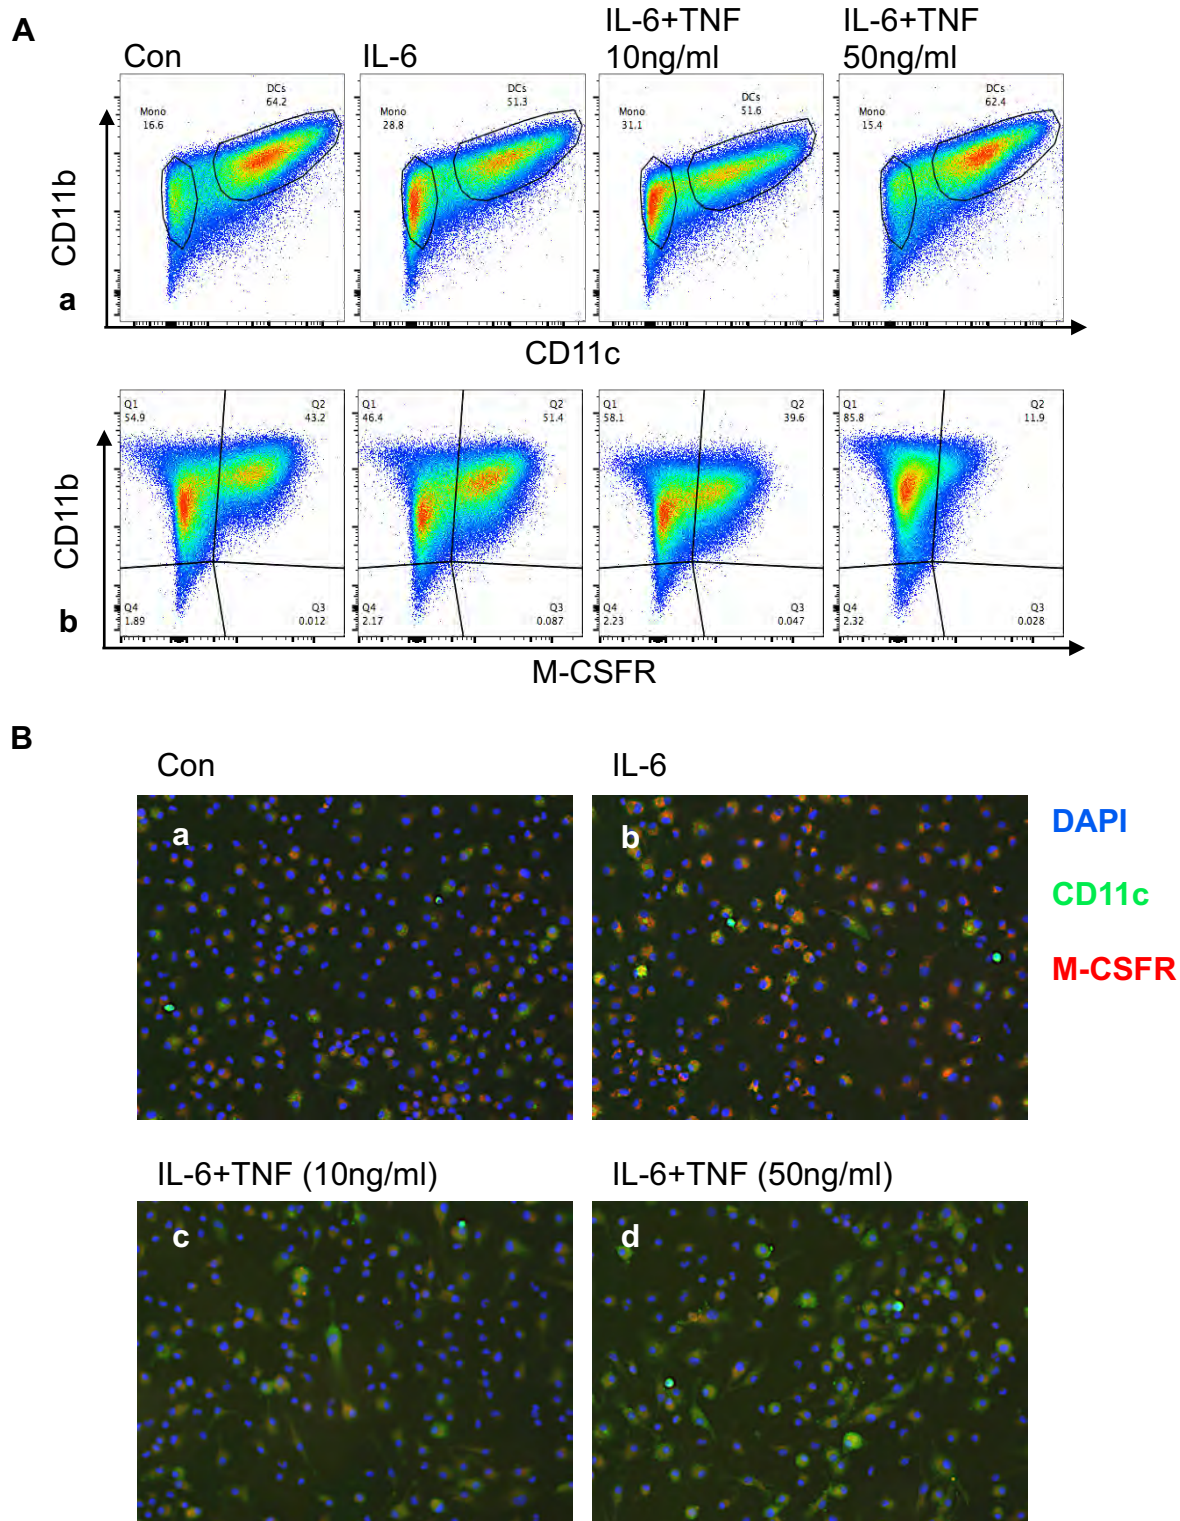 A
Con
IL-6
IL-6+TNF
10ng/ml
IL-6+TNF
50ng/ml
DCs
64.2
Mono
16.6
DCs
51.3
Mono
28.8
DCs
51.6
Mono
31.1
DCs
62.4
Mono
15.4
CD11b
a
CD11c
Q1
54.9
Q2
43.2
Q4
1.89
Q3
0.012
Q1
46.4
Q2
51.4
Q4
2.17
Q3
0.087
Q1
58.1
Q2
39.6
Q4
2.23
Q3
0.047
Q1
85.8
Q2
11.9
Q4
2.32
Q3
0.028
CD11b
b
M-CSFR
B
Con
IL-6
a
b
DAPI
CD11c
M-CSFR
IL-6+TNF (10ng/ml)
IL-6+TNF (50ng/ml)
c
d